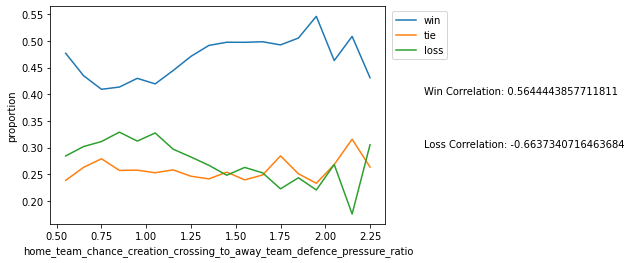 0.55
0.50
0.45
0.40
0.35
0.30
0.25
0.20
proportion
0.50 0.75 1.00 1.25 1.50 1.75 2.00 2.25
home_team_chance_creation_crossing_to_away_team_defence_pressure_ratio
win
tie
loss
Win Correlation: 0.5644443857711811
Loss Correlation: -0.6637340716463684